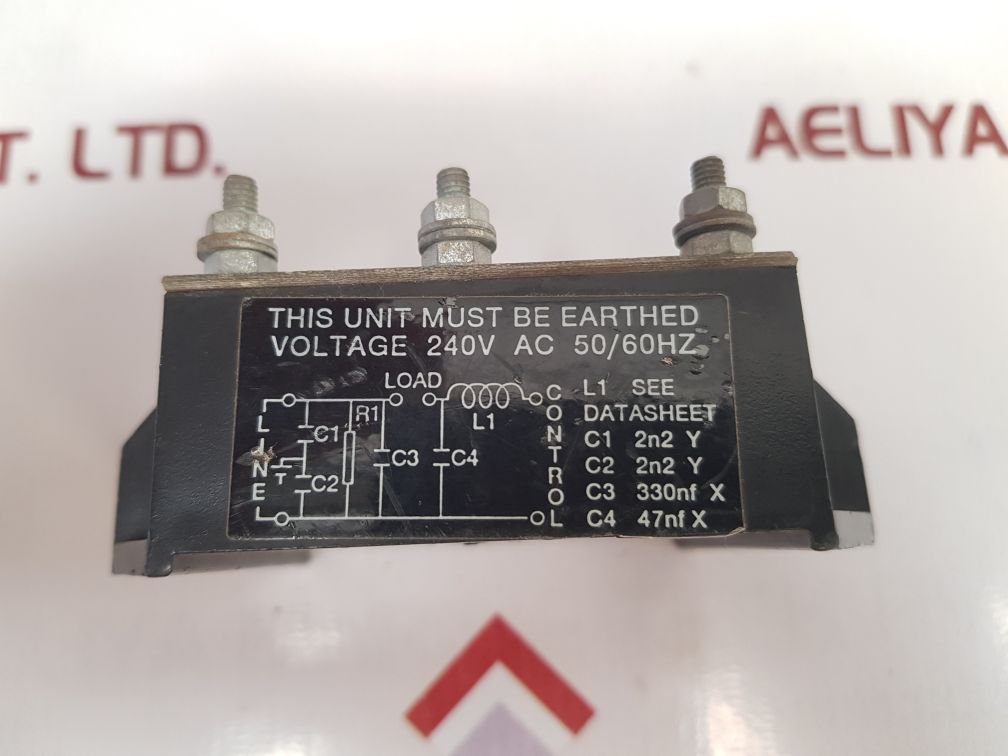 T. LTD.
AELIYA
THIS UNIT MUST BE EARTHED
VOLTAGE 240V AC 50/60HZ
LOAD
L1
R1
C1
C2
C3
C4
LINE
CONTROL
L1 SEE
DATASHEET
C1 2n2 Y
C2 2n2 Y
C3 330nf X
C4 47nf X